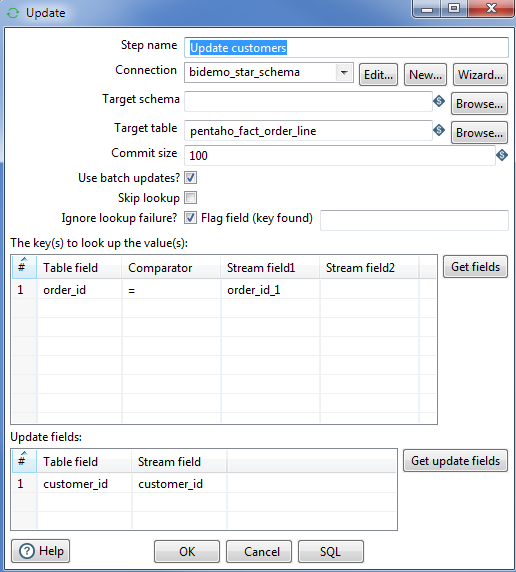 Update
Step name Update customers
Connection bidemo_star_schema Edit... New... Wizard...
Target schema Browse...
Target table pentaho_fact_order_line Browse...
Commit size 100
Use batch updates?
Skip lookup
Ignore lookup failure? Flag field (key found)
The key(s) to look up the value(s):
# Table field Comparator Stream field1 Stream field2 Get fields
1 order_id = order_id_1
Update fields:
# Table field Stream field Get update fields
1 customer_id customer_id
? Help OK Cancel SQL